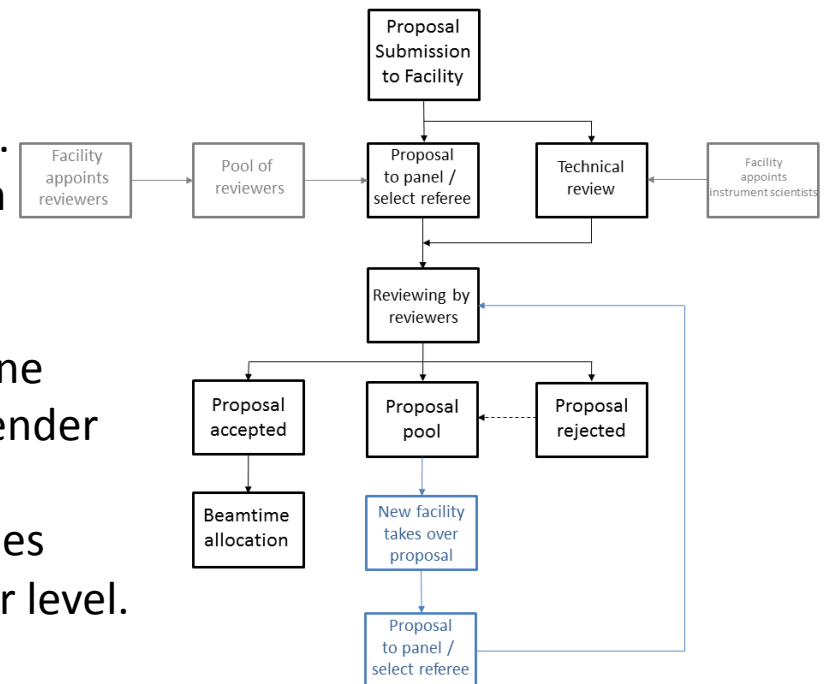 Proposal
Submission
to Facility
.
Facility
appoints
reviewers
Pool of
reviewers
Proposal
to panel /
select referee
Technical
review
Facility
appoints
instrument scientists
Reviewing by
reviewers
ne
ender
es
r level.
Proposal
accepted
Proposal
pool
Proposal
rejected
Beamtime
allocation
New facility
takes over
proposal
Proposal
to panel /
select referee